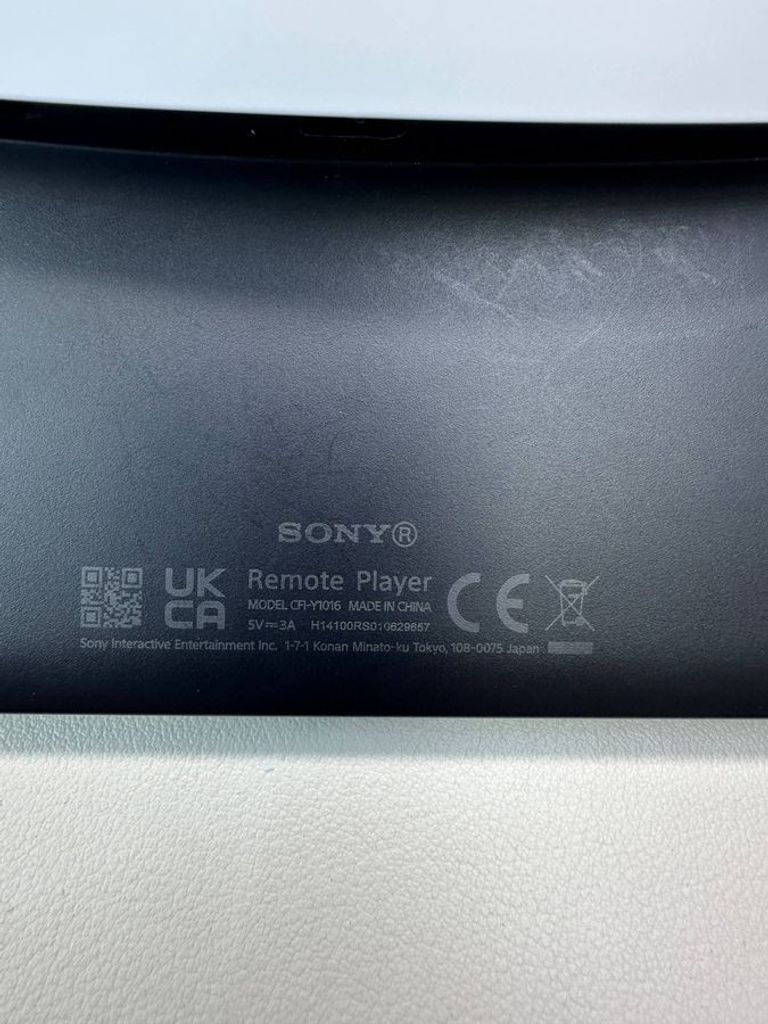 SONY®
UK
CA
Remote Player
MODEL CFI-Y1016 MADE IN CHINA
5V⎓3A H14100RS010629657
CE
Sony Interactive Entertainment Inc. 1-7-1 Konan Minato-ku Tokyo, 108-0075 Japan